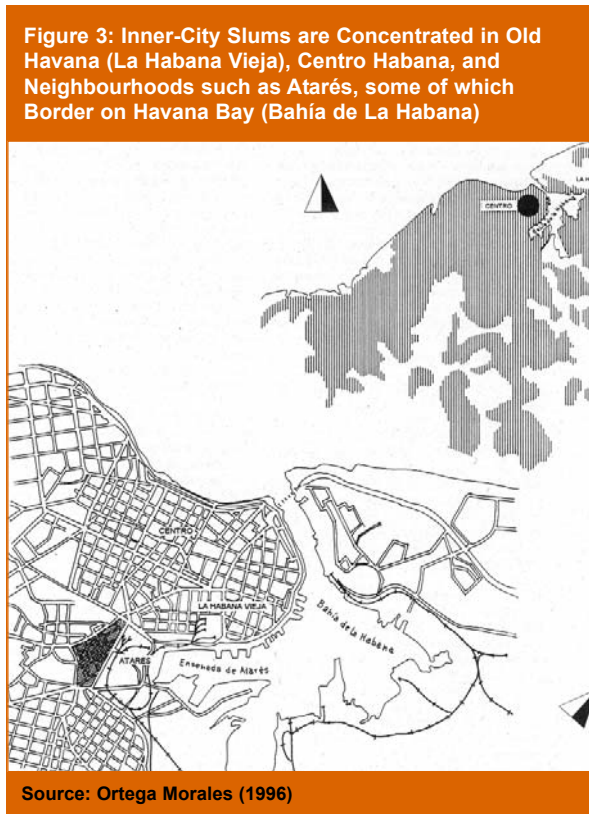 Figure 3: Inner-City Slums are Concentrated in Old
Havana (La Habana Vieja), Centro Habana, and
Neighbourhoods such as Atarés, some of which
Border on Havana Bay (Bahía de La Habana)
CENTRO
LA H
CENTRO
LA HABANA VIEJA
Bahía de la Habana
ATARES
Ensenada de Atarès
Source: Ortega Morales (1996)